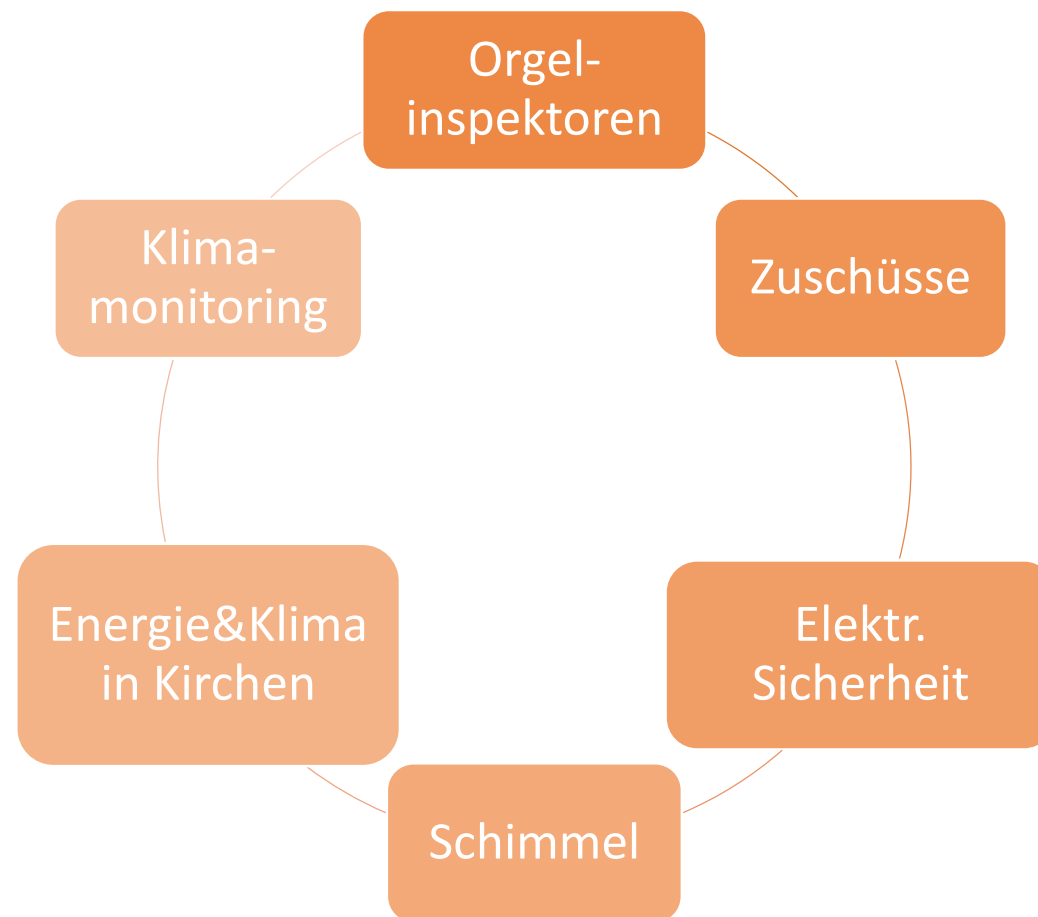 Orgel-
inspektoren
Zuschüsse
Elektr.
Sicherheit
Schimmel
Energie&Klima
in Kirchen
Klima-
monitoring